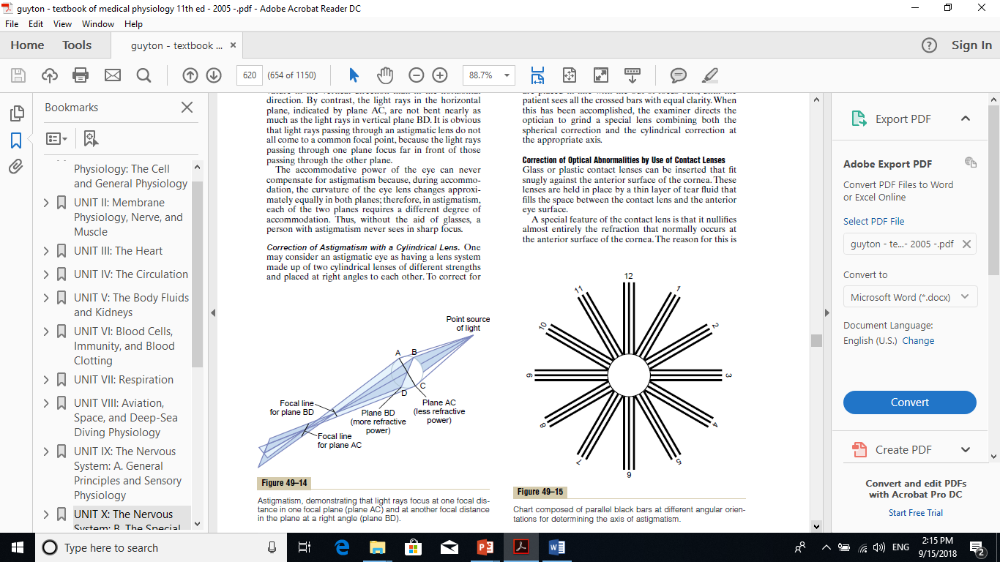 guyton - textbook of medical physiology 11th ed - 2005 -.pdf - Adobe Acrobat Reader DC
File Edit View Window Help
Home Tools guyton - textbook ... × Sign In
620 (654 of 1150) 88.7%
Bookmarks
Physiology: The Cell
and General Physiology
UNIT II: Membrane
Physiology, Nerve, and
Muscle
UNIT III: The Heart
UNIT IV: The Circulation
UNIT V: The Body Fluids
and Kidneys
UNIT VI: Blood Cells,
Immunity, and Blood
Clotting
UNIT VII: Respiration
UNIT VIII: Aviation,
Space, and Deep-Sea
Diving Physiology
UNIT IX: The Nervous
System: A. General
Principles and Sensory
Physiology
UNIT X: The Nervous
System: B. The Special
direction. By contrast, the light rays in the horizontal
plane, indicated by plane AC, are not bent nearly as
much as the light rays in vertical plane BD. It is obvious
that light rays passing through an astigmatic lens do not
all come to a common focal point, because the light rays
passing through one plane focus far in front of those
passing through the other plane.
The accommodative power of the eye can never
compensate for astigmatism because, during accommo-
dation, the curvature of the eye lens changes approxi-
mately equally in both planes; therefore, in astigmatism,
each of the two planes requires a different degree of
accommodation. Thus, without the aid of glasses, a
person with astigmatism never sees in sharp focus.
Correction of Astigmatism with a Cylindrical Lens. One
may consider an astigmatic eye as having a lens system
made up of two cylindrical lenses of different strengths
and placed at right angles to each other. To correct for
Point source
of light
A B
C
D
Focal line
for plane BD
Plane BD
(more refractive
power)
Plane AC
(less refractive
power)
Focal line
for plane AC
Figure 49–14
Astigmatism, demonstrating that light rays focus at one focal dis-
tance in one focal plane (plane AC) and at another focal distance
in the plane at a right angle (plane BD).
patient sees all the crossed bars with equal clarity. When
this has been accomplished, the examiner directs the
optician to grind a special lens combining both the
spherical correction and the cylindrical correction at
the appropriate axis.
Correction of Optical Abnormalities by Use of Contact Lenses
Glass or plastic contact lenses can be inserted that fit
snugly against the anterior surface of the cornea. These
lenses are held in place by a thin layer of tear fluid that
fills the space between the contact lens and the anterior
eye surface.
A special feature of the contact lens is that it nullifies
almost entirely the refraction that normally occurs at
the anterior surface of the cornea. The reason for this is
12
1
2
3
4
5
6
7
8
9
10
11
Figure 49–15
Chart composed of parallel black bars at different angular orien-
tations for determining the axis of astigmatism.
Export PDF
Adobe Export PDF
Convert PDF Files to Word
or Excel Online
Select PDF File
guyton - te...- 2005 -.pdf
Convert to
Microsoft Word (*.docx)
Document Language:
English (U.S.) Change
Convert
Create PDF
Convert and edit PDFs
with Acrobat Pro DC
Start Free Trial
Type here to search
ENG
2:15 PM
9/15/2018
2